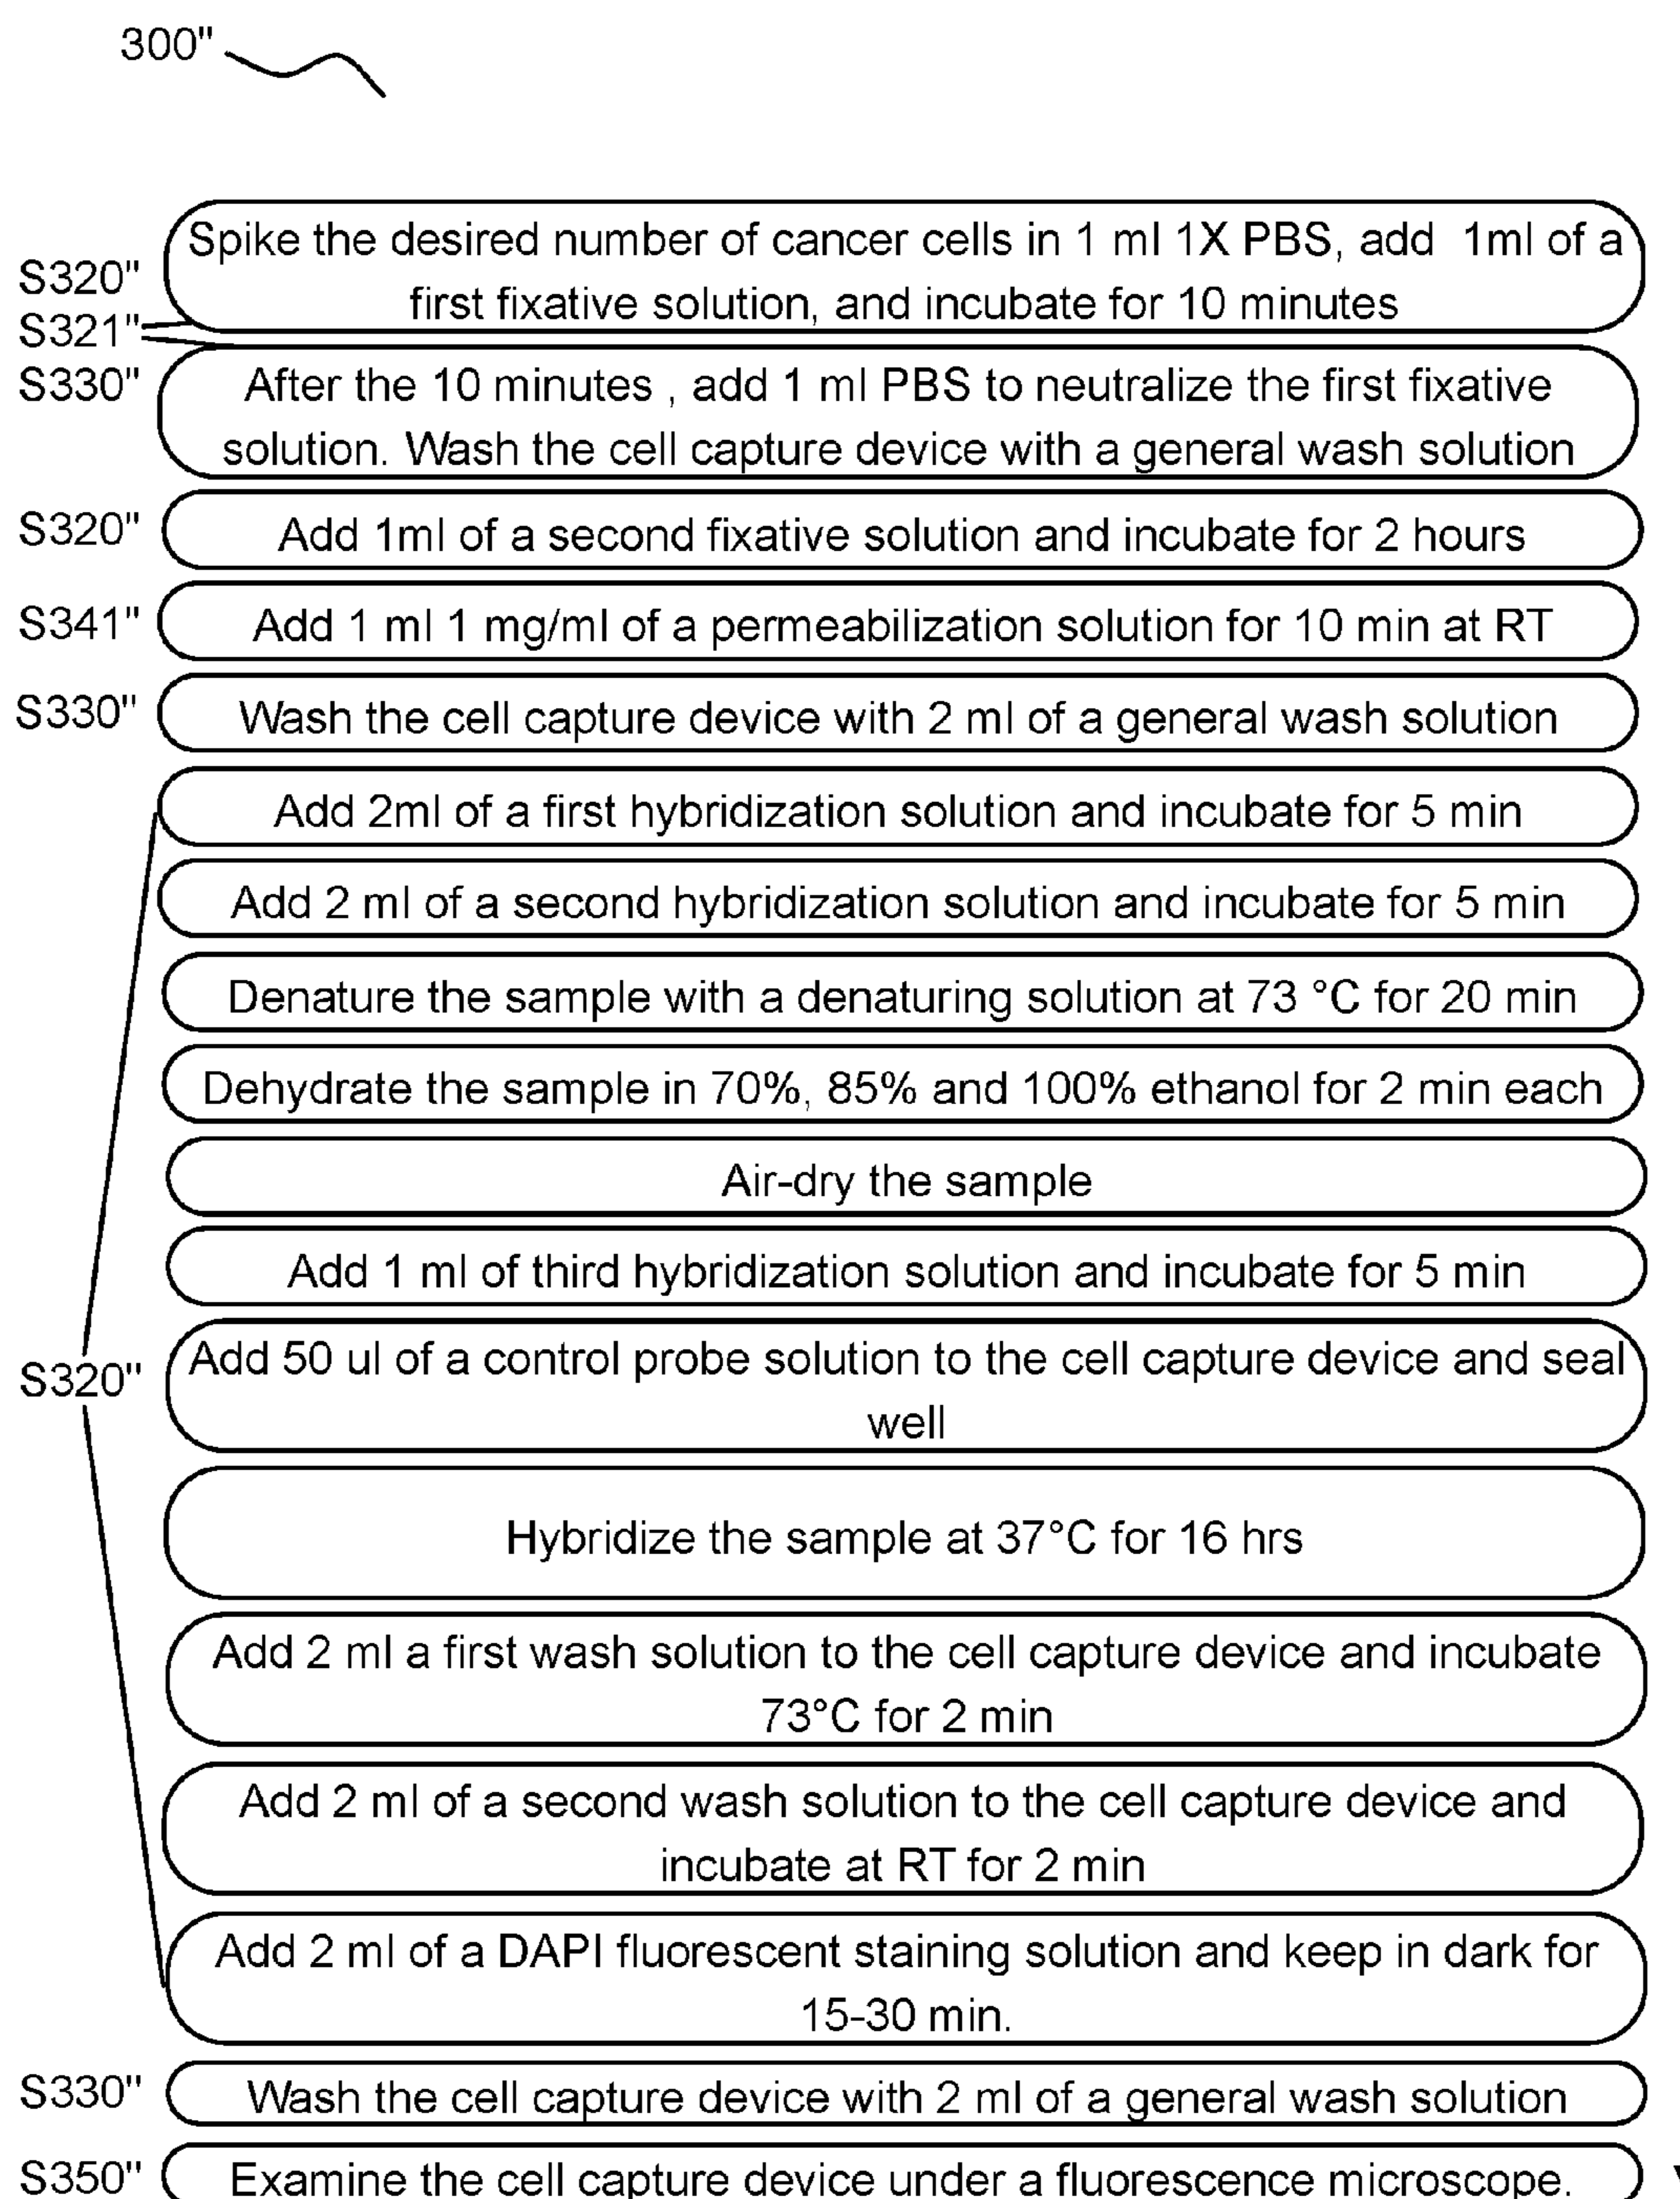 300"
S320"
Spike the desired number of cancer cells in 1 ml 1X PBS, add 1ml of a
first fixative solution, and incubate for 10 minutes
S321"
S330"
After the 10 minutes , add 1 ml PBS to neutralize the first fixative
solution. Wash the cell capture device with a general wash solution
S320"
Add 1ml of a second fixative solution and incubate for 2 hours
S341"
Add 1 ml 1 mg/ml of a permeabilization solution for 10 min at RT
S330"
Wash the cell capture device with 2 ml of a general wash solution
Add 2ml of a first hybridization solution and incubate for 5 min
Add 2 ml of a second hybridization solution and incubate for 5 min
Denature the sample with a denaturing solution at 73 °C for 20 min
Dehydrate the sample in 70%, 85% and 100% ethanol for 2 min each
Air-dry the sample
Add 1 ml of third hybridization solution and incubate for 5 min
S320"
Add 50 ul of a control probe solution to the cell capture device and seal
well
Hybridize the sample at 37°C for 16 hrs
Add 2 ml a first wash solution to the cell capture device and incubate
73°C for 2 min
Add 2 ml of a second wash solution to the cell capture device and
incubate at RT for 2 min
Add 2 ml of a DAPI fluorescent staining solution and keep in dark for
15-30 min.
S330"
Wash the cell capture device with 2 ml of a general wash solution
S350"
Examine the cell capture device under a fluorescence microscope.